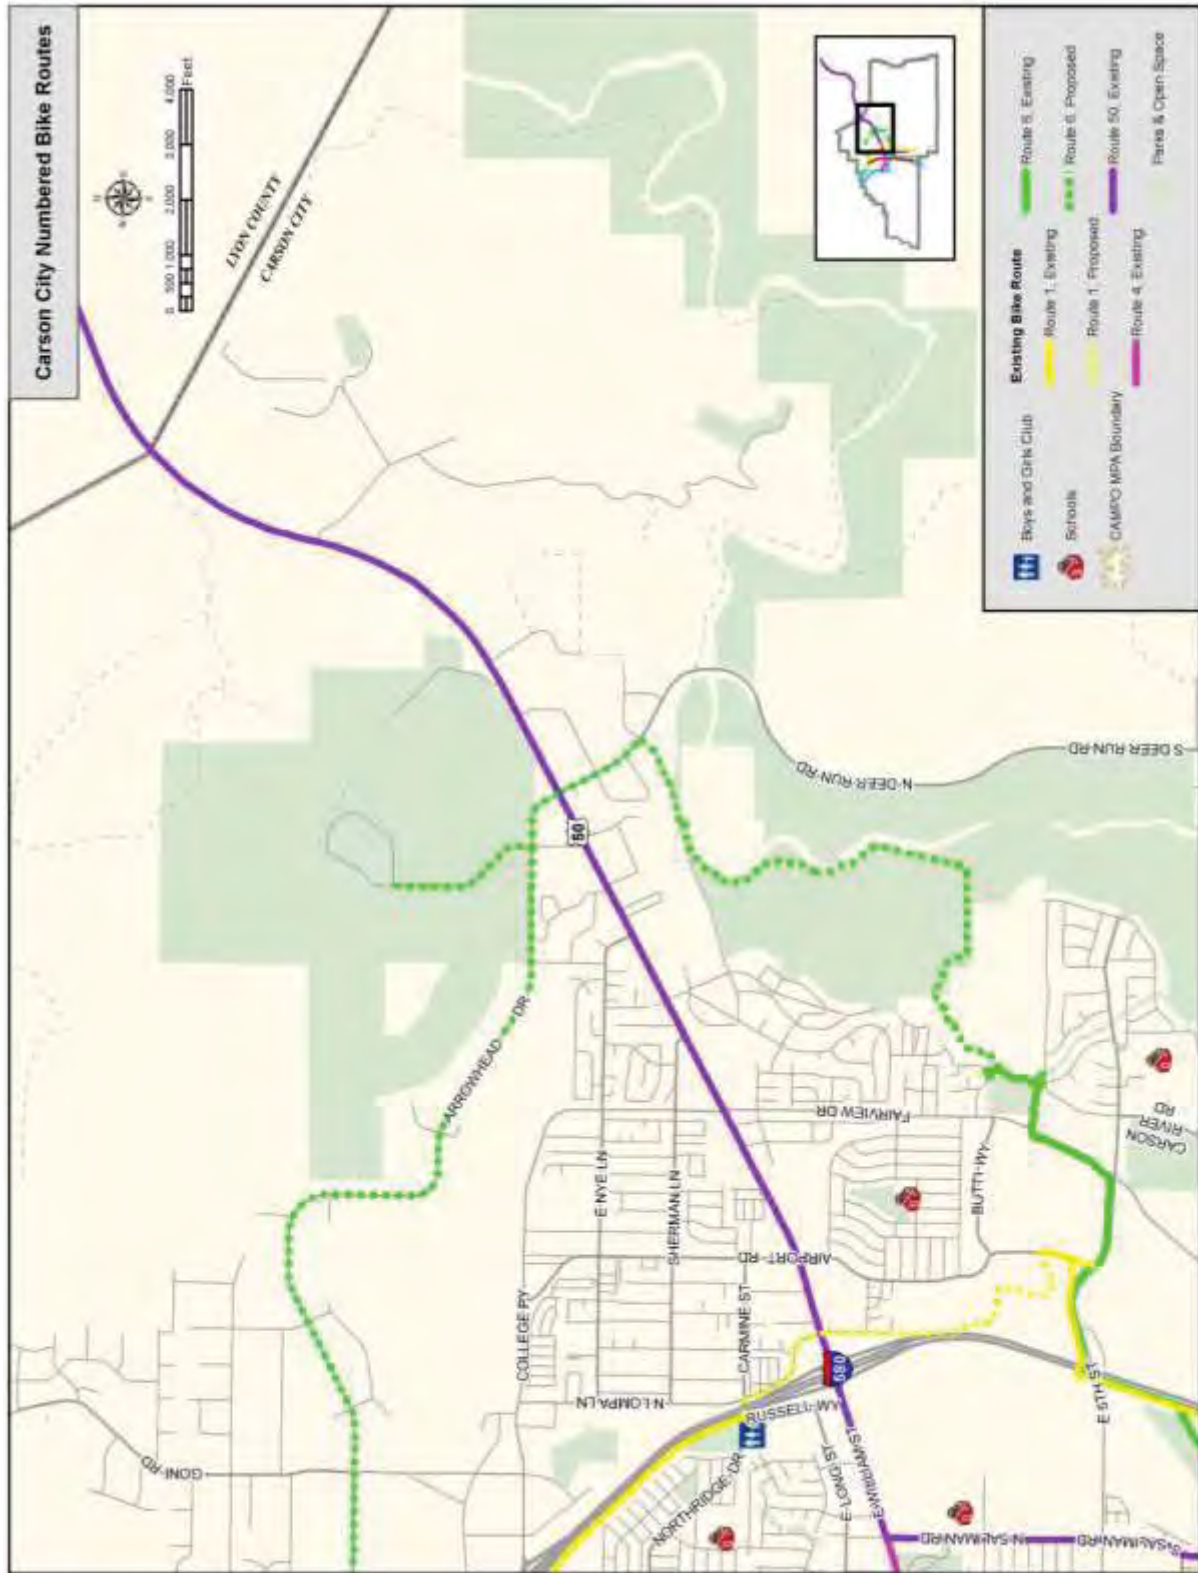 Carson City Numbered Bike Routes
0 500 1,000 2,000 3,000 4,000
Feet
N
LYON COUNTY
CARSON CITY
50
ARROWHEAD DR
N DEER RUN RD
S DEER RUN RD
GONI RD
COLLEGE PY
E NYE LN
SHERMAN LN
N LOMPA LN
CARMINE ST
AIRPORT RD
FAIRVIEW DR
BUTTI WY
CARSON
RIVER
RD
RUSSELL WY
580
NORTHRIDGE DR
E LONG ST
E WILLIAM ST
N SALIMAN RD
S SALIMAN RD
E 5TH ST
Boys and Girls Club
Schools
CAMPO MPA Boundary
Existing Bike Route
Route 1, Existing
Route 1, Proposed
Route 4, Existing
Route 6, Existing
Route 6, Proposed
Route 50, Existing
Parks & Open Space